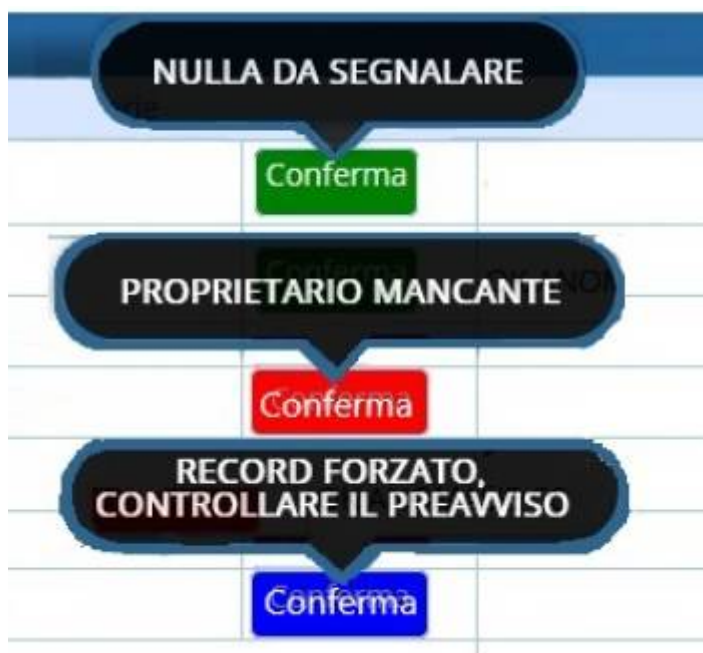 NULLA DA SEGNALARE
Conferma
PROPRIETARIO MANCANTE
Conferma
RECORD FORZATO,
CONTROLLARE IL PREAVVISO
Conferma